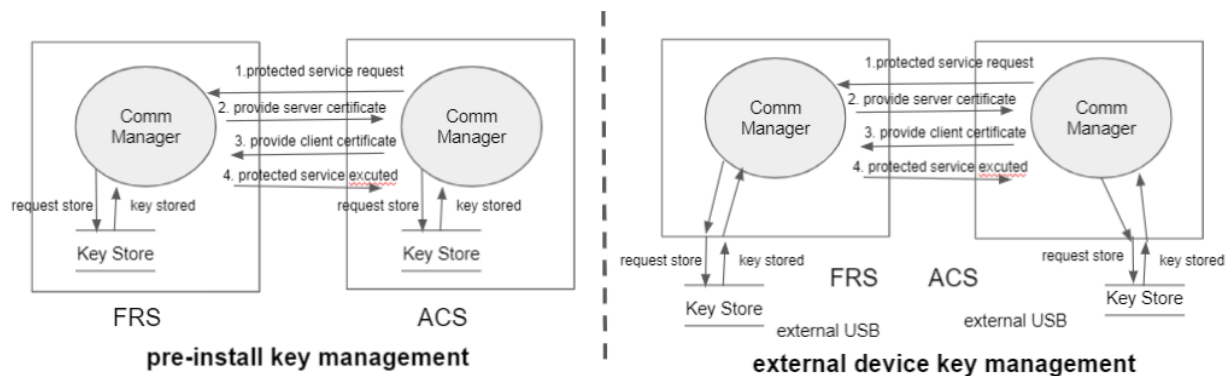 1.protected service request
Comm
Manager
2. provide server certificate
Comm
Manager
3. provide client certificate
4. protected service excuted
request store
key stored
request store
key stored
Key Store
Key Store
FRS
ACS
pre-install key management
1.protected service request
Comm
Manager
2. provide server certificate
Comm
Manager
3. provide client certificate
4. protected service excuted
request store
key stored
request store
key stored
FRS
ACS
Key Store
Key Store
external USB
external USB
external device key management